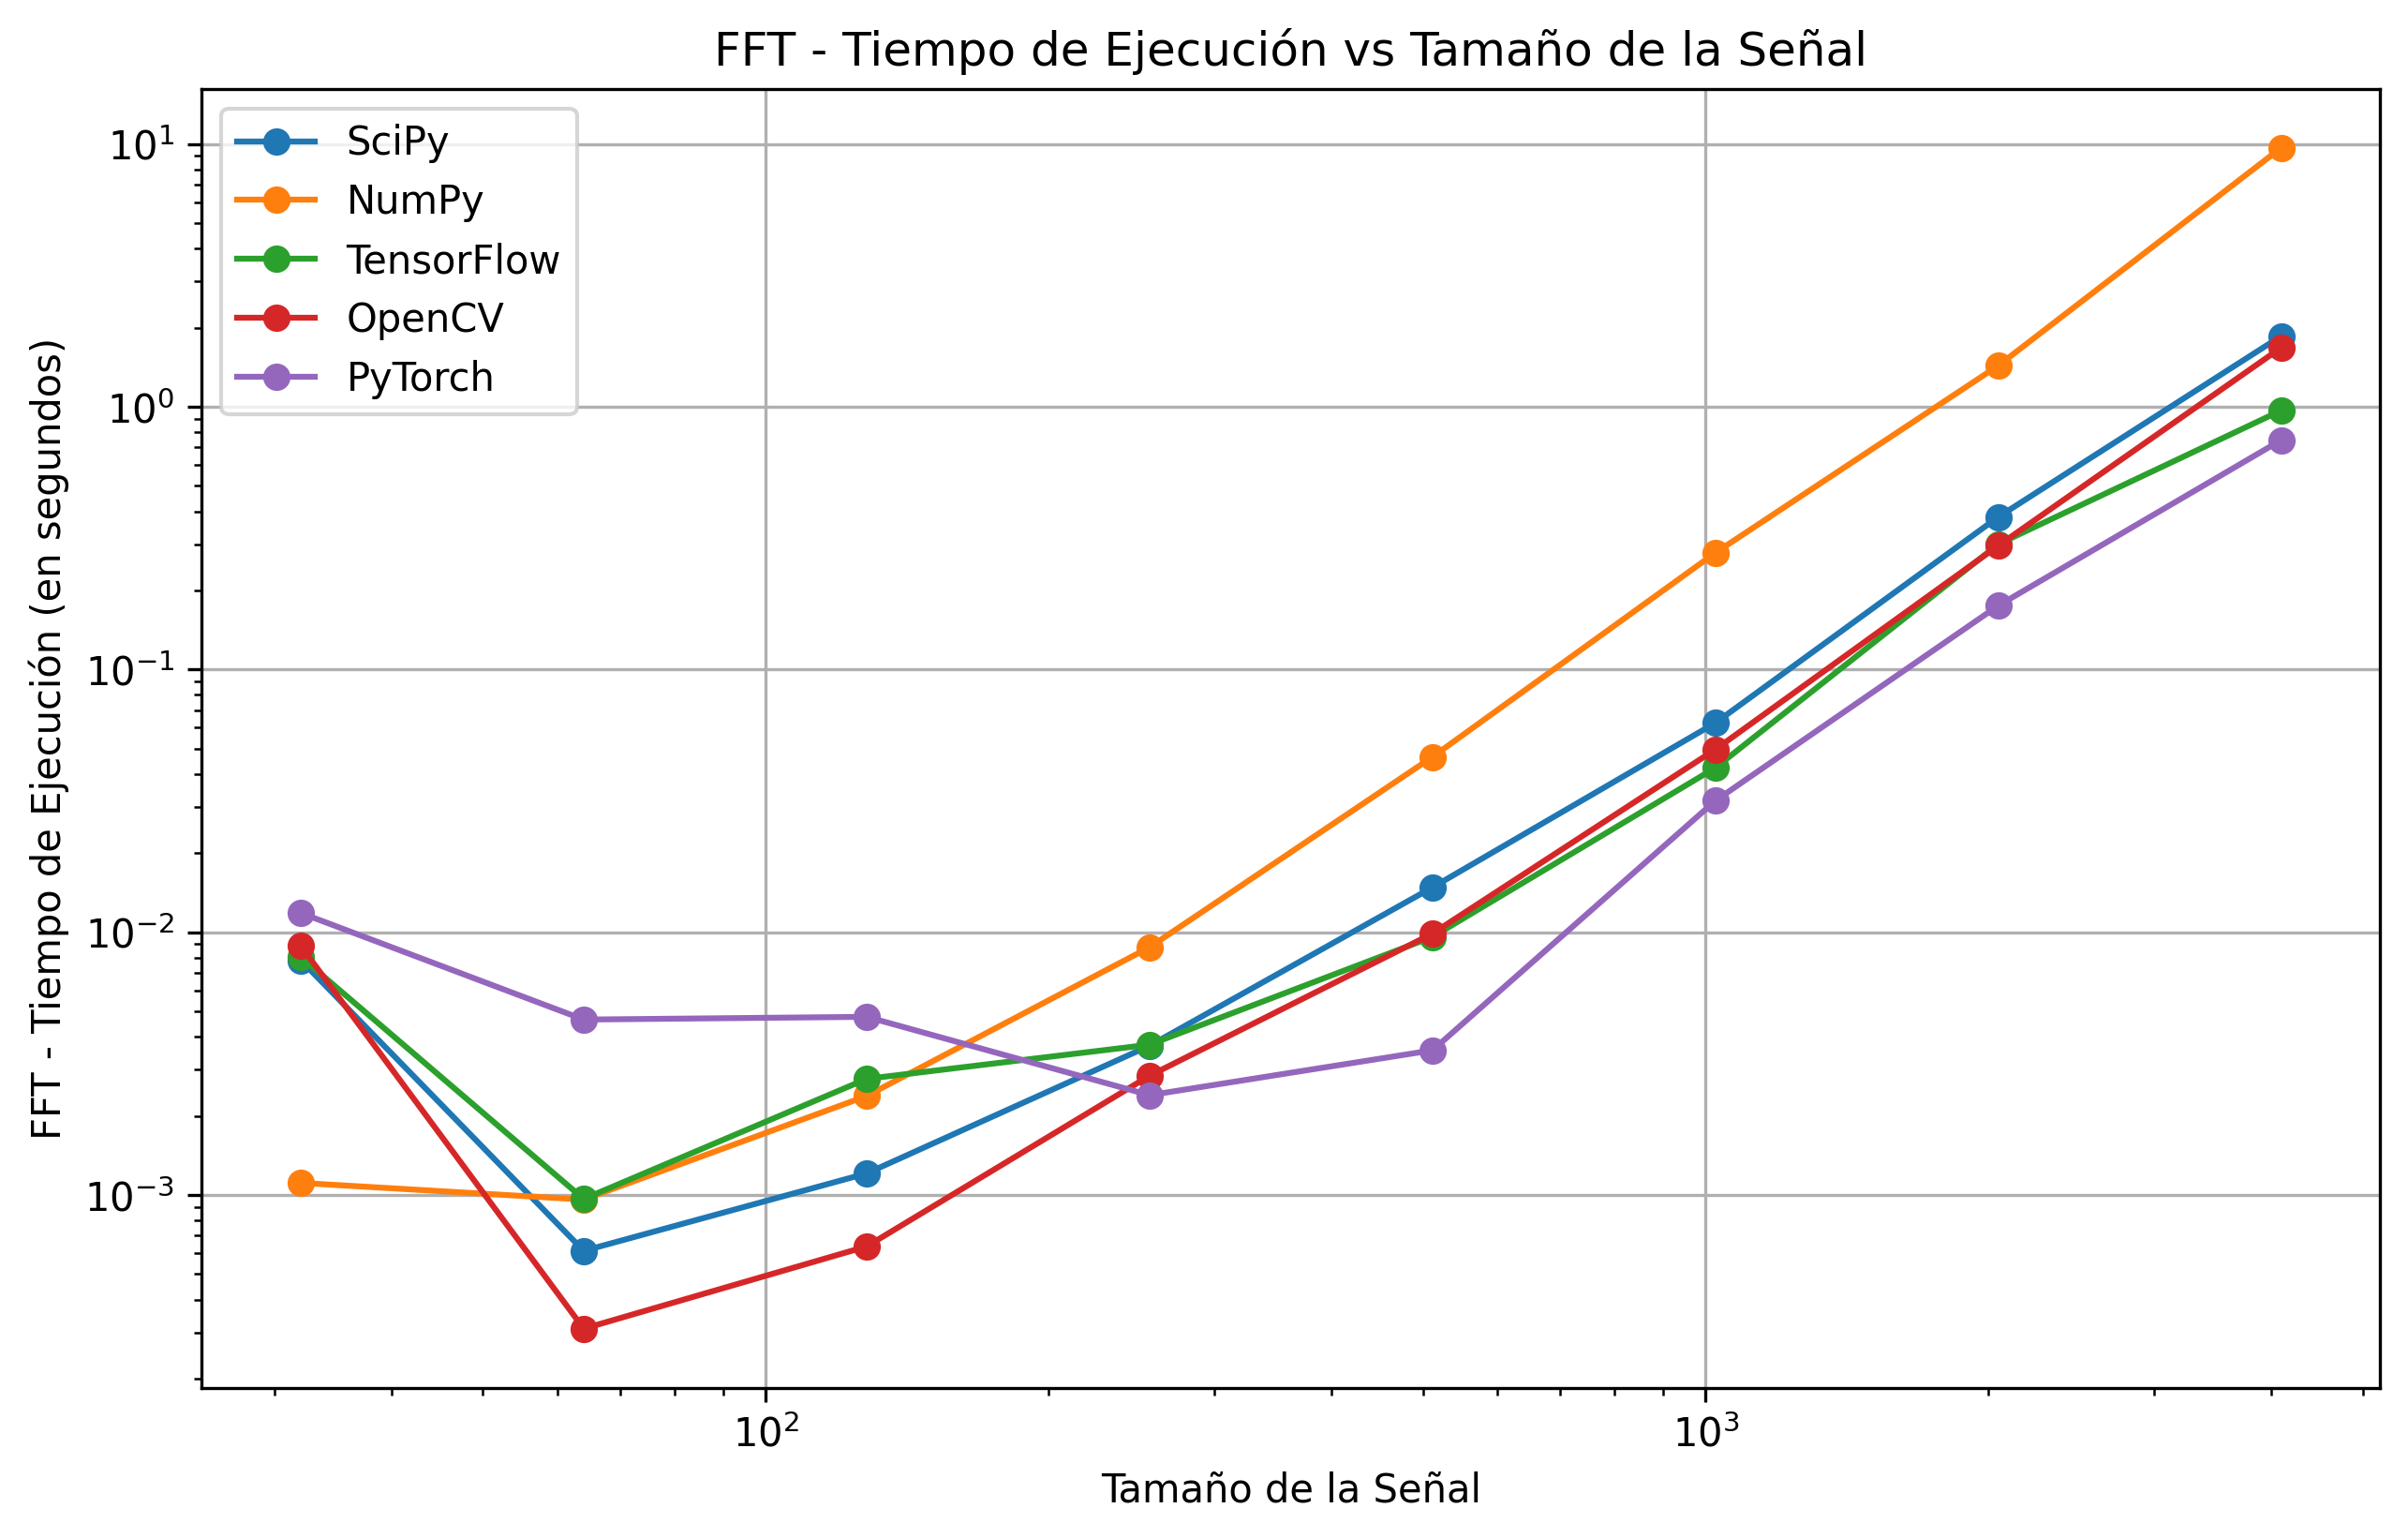 FFT - Tiempo de Ejecución vs Tamaño de la Señal
SciPy
NumPy
TensorFlow
OpenCV
PyTorch
FFT - Tiempo de Ejecución (en segundos)
10¹
10⁰
10⁻¹
10⁻²
10⁻³
10² 10³
Tamaño de la Señal